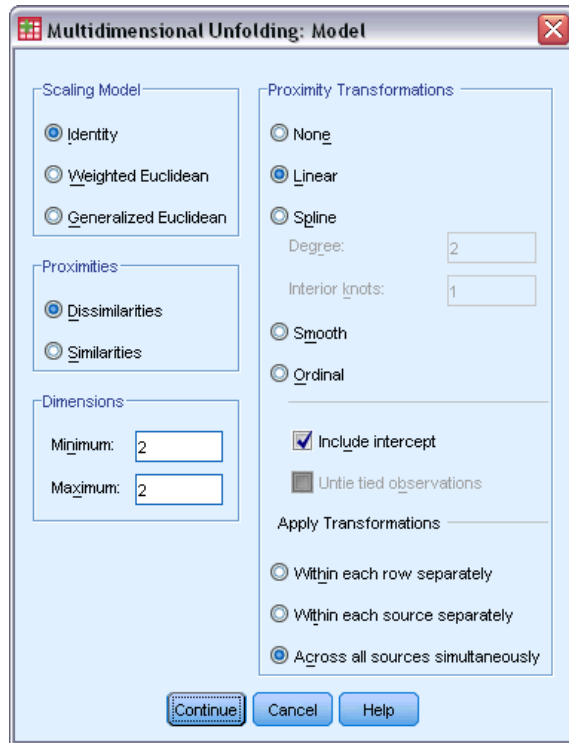 Multidimensional Unfolding: Model
Scaling Model
Identity
Weighted Euclidean
Generalized Euclidean
Proximities
Dissimilarities
Similarities
Dimensions
Minimum: 2
Maximum: 2
Proximity Transformations
None
Linear
Spline
Degree: 2
Interior knots: 1
Smooth
Ordinal
Include intercept
Untie tied observations
Apply Transformations
Within each row separately
Within each source separately
Across all sources simultaneously
Continue Cancel Help